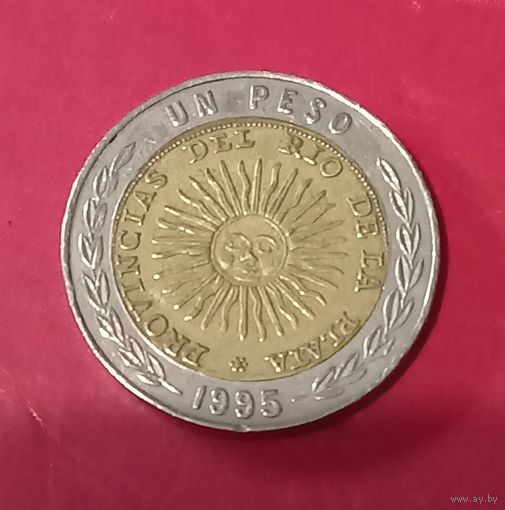 UN PESO
PROVINCIAS DEL RIO DE LA PLATA
1995
www.ay.by